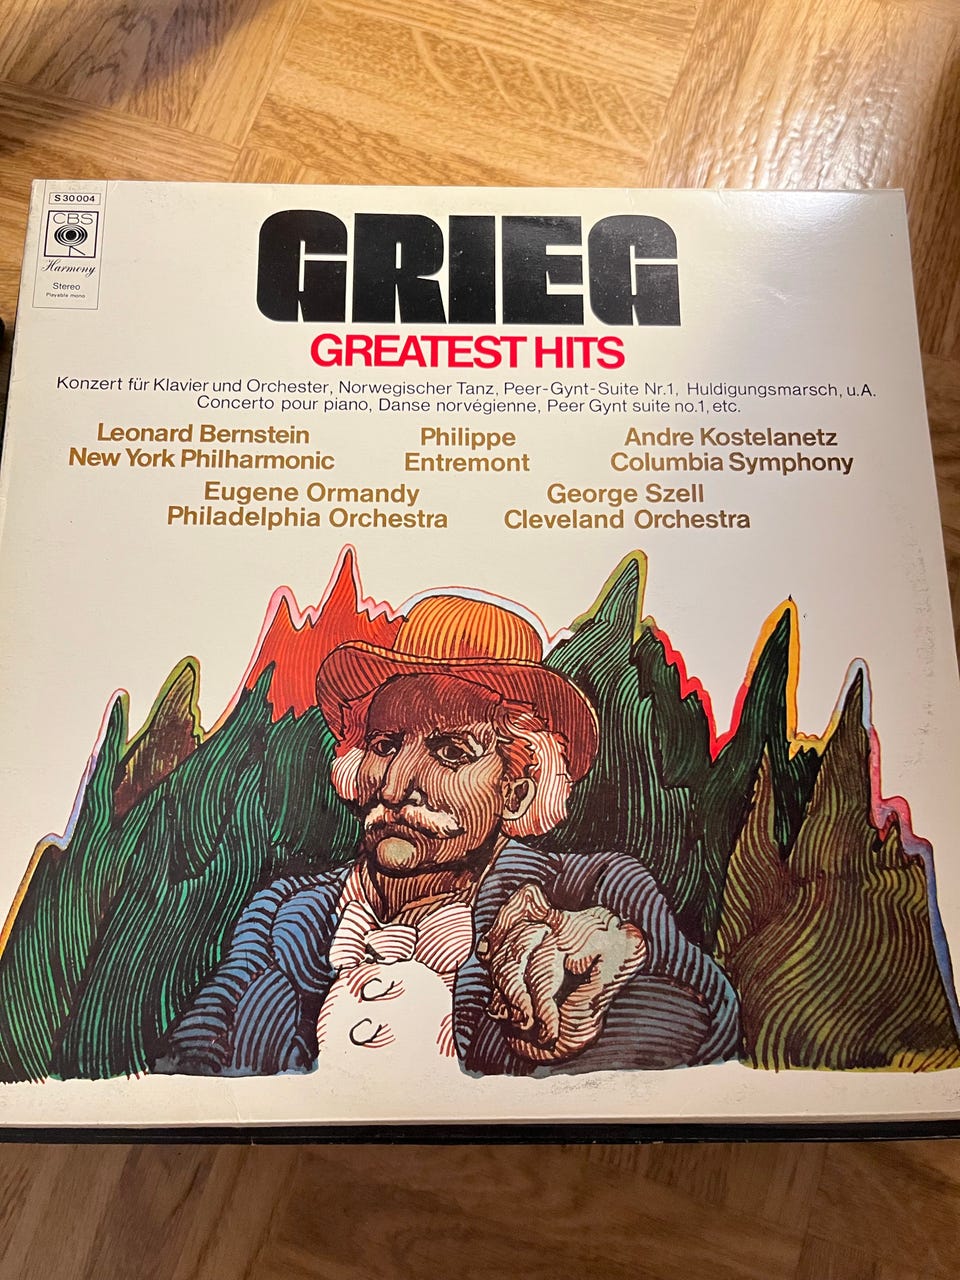 S 30 004
CBS
Harmony
Stereo
Playable mono
GRIEG
GREATEST HITS
Konzert für Klavier und Orchester, Norwegischer Tanz, Peer-Gynt-Suite Nr.1, Huldigungsmarsch, u.A.
Concerto pour piano, Danse norvégienne, Peer Gynt suite no.1, etc.
Leonard Bernstein
New York Philharmonic
Philippe
Entremont
Andre Kostelanetz
Columbia Symphony
Eugene Ormandy
Philadelphia Orchestra
George Szell
Cleveland Orchestra